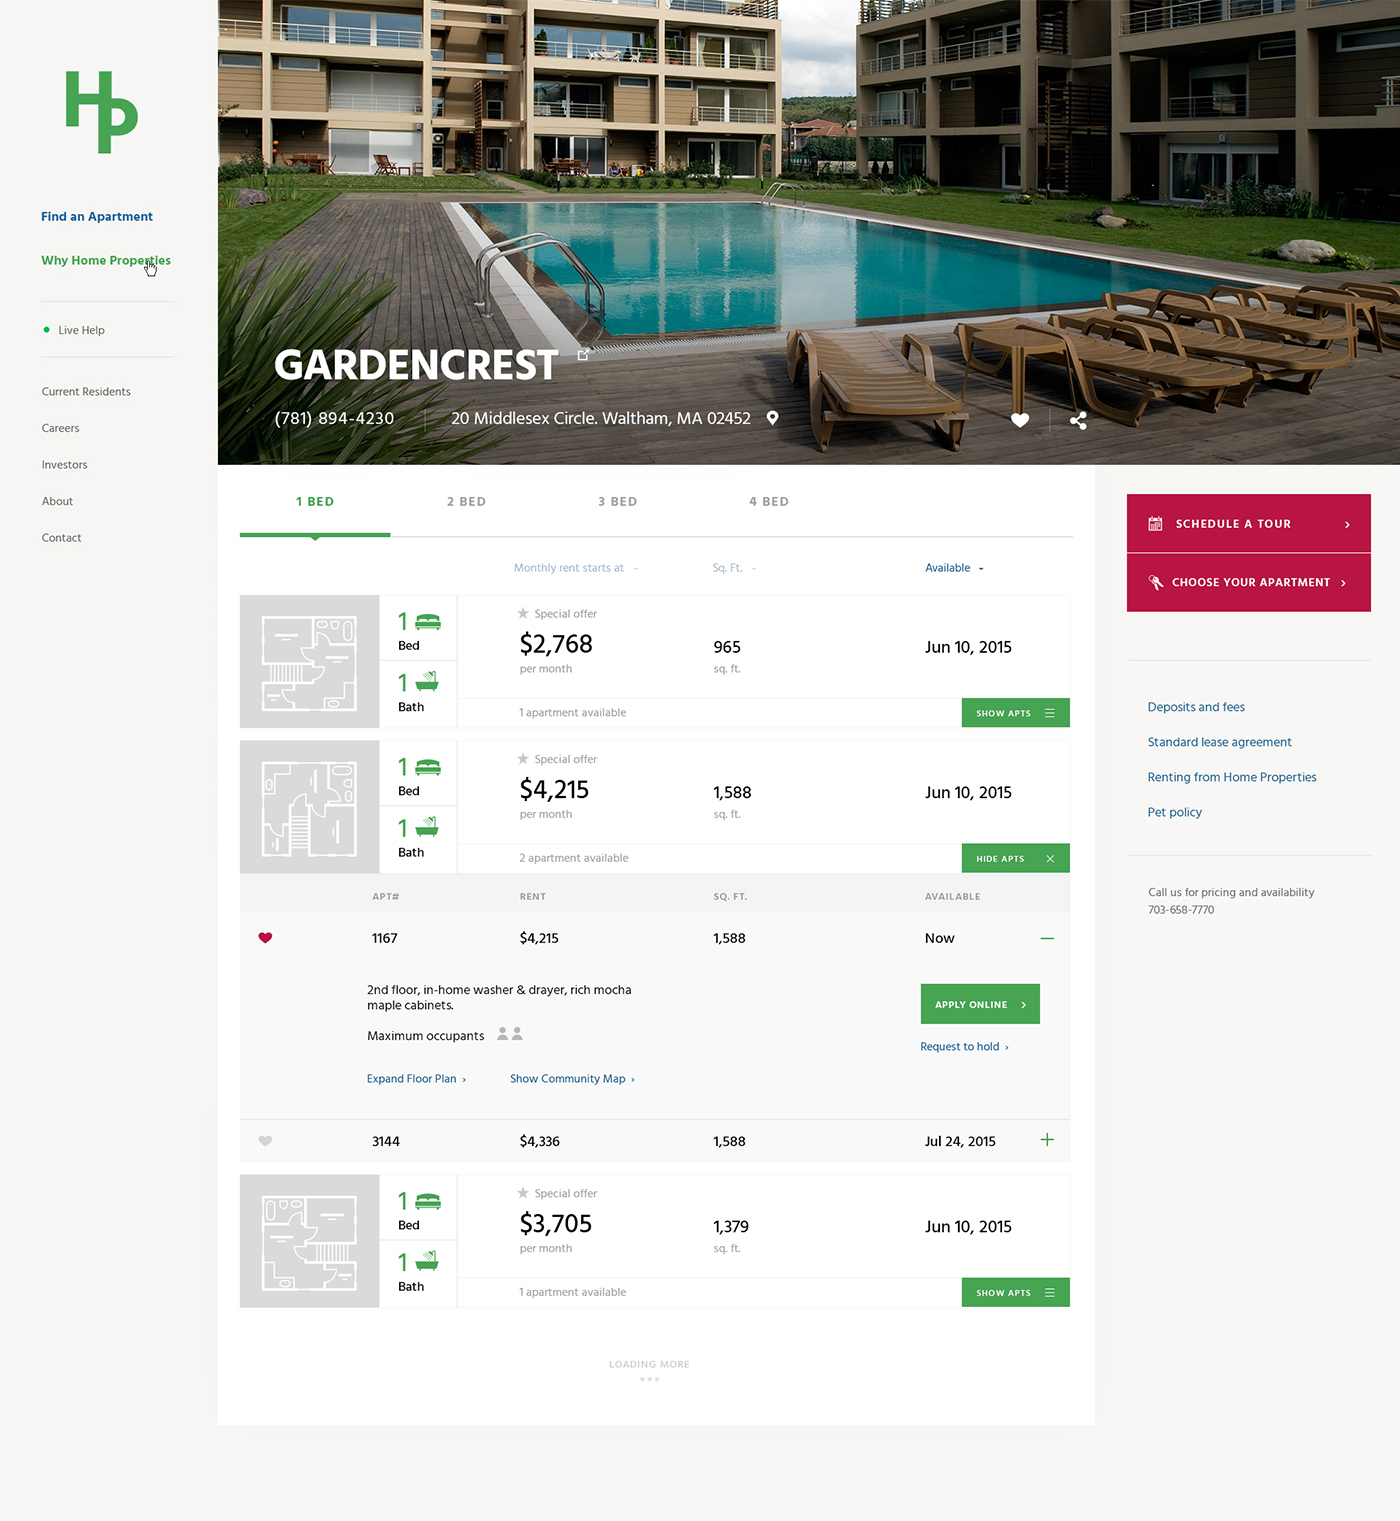 HP
Find an Apartment
Why Home Properties
Live Help
Current Residents
Careers
Investors
About
Contact
GARDENCREST
(781) 894-4230
20 Middlesex Circle. Waltham, MA 02452
1 BED
2 BED
3 BED
4 BED
Monthly rent starts at
Sq. Ft.
Available
1
Bed
1
Bath
Special offer
$2,768
per month
965
sq. ft.
Jun 10, 2015
1 apartment available
SHOW APTS
1
Bed
1
Bath
Special offer
$4,215
per month
1,588
sq. ft.
Jun 10, 2015
2 apartment available
HIDE APTS
APT#
RENT
SQ. FT.
AVAILABLE
1167
$4,215
1,588
Now
2nd floor, in-home washer & drayer, rich mocha
maple cabinets.
Maximum occupants
APPLY ONLINE
Request to hold
Expand Floor Plan
Show Community Map
3144
$4,336
1,588
Jul 24, 2015
1
Bed
1
Bath
Special offer
$3,705
per month
1,379
sq. ft.
Jun 10, 2015
1 apartment available
SHOW APTS
LOADING MORE
SCHEDULE A TOUR
CHOOSE YOUR APARTMENT
Deposits and fees
Standard lease agreement
Renting from Home Properties
Pet policy
Call us for pricing and availability
703-658-7770